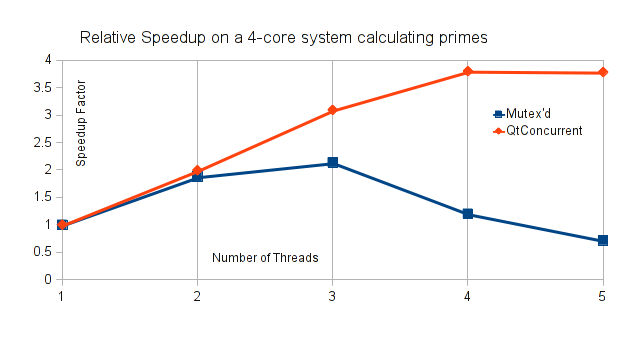 Relative Speedup on a 4-core system calculating primes
4
3.5
3
2.5
2
1.5
1
0.5
0
Speedup Factor
Mutex'd
QtConcurrent
Number of Threads
1 2 3 4 5